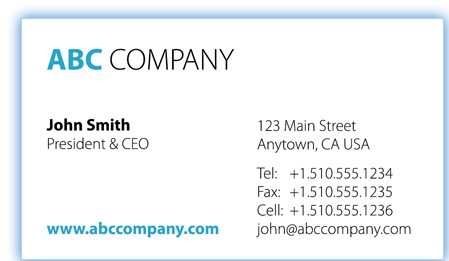 ABC COMPANY
John Smith
President & CEO
123 Main Street
Anytown, CA USA
Tel: +1.510.555.1234
Fax: +1.510.555.1235
Cell: +1.510.555.1236
www.abccompany.com
john@abccompany.com